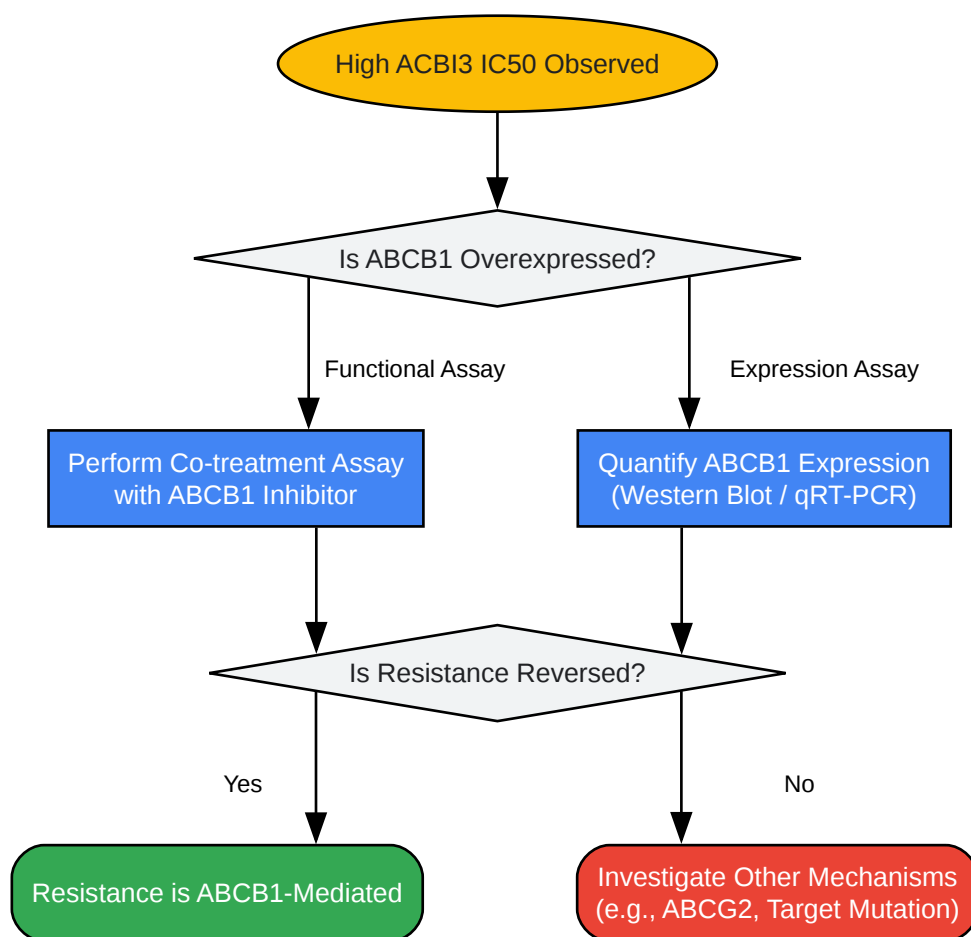 High ACBI3 IC50 Observed
Is ABCB1 Overexpressed?
Functional Assay
Expression Assay
Perform Co-treatment Assay
with ABCB1 Inhibitor
Quantify ABCB1 Expression
(Western Blot / qRT-PCR)
Is Resistance Reversed?
Yes
No
Resistance is ABCB1-Mediated
Investigate Other Mechanisms
(e.g., ABCG2, Target Mutation)